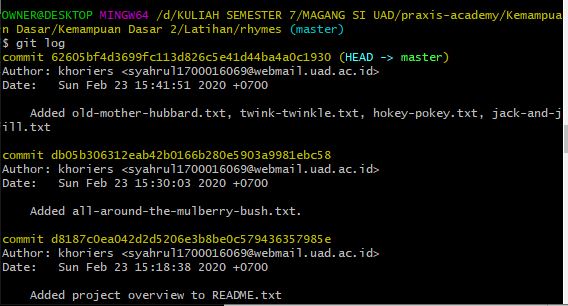 OWNER@DESKTOP MINGW64 /d/KULIAH SEMESTER 7/MAGANG SI UAD/praxis-academy/Kemampua
n Dasar/Kemampuan Dasar 2/Latihan/rhymes (master)
$ git log
commit 62605bf4d3699fc113d826c5e41d44ba4a0c1930 (HEAD -> master)
Author: khoriers <syahrul1700016069@webmail.uad.ac.id>
Date:   Sun Feb 23 15:41:51 2020 +0700
    Added old-mother-hubbard.txt, twink-twinkle.txt, hokey-pokey.txt, jack-and-j
ill.txt
commit db05b306312eab42b0166b280e5903a9981ebc58
Author: khoriers <syahrul1700016069@webmail.uad.ac.id>
Date:   Sun Feb 23 15:30:03 2020 +0700
    Added all-around-the-mulberry-bush.txt.
commit d8187c0ea042d2d5206e3b8be0c579436357985e
Author: khoriers <syahrul1700016069@webmail.uad.ac.id>
Date:   Sun Feb 23 15:18:38 2020 +0700
    Added project overview to README.txt